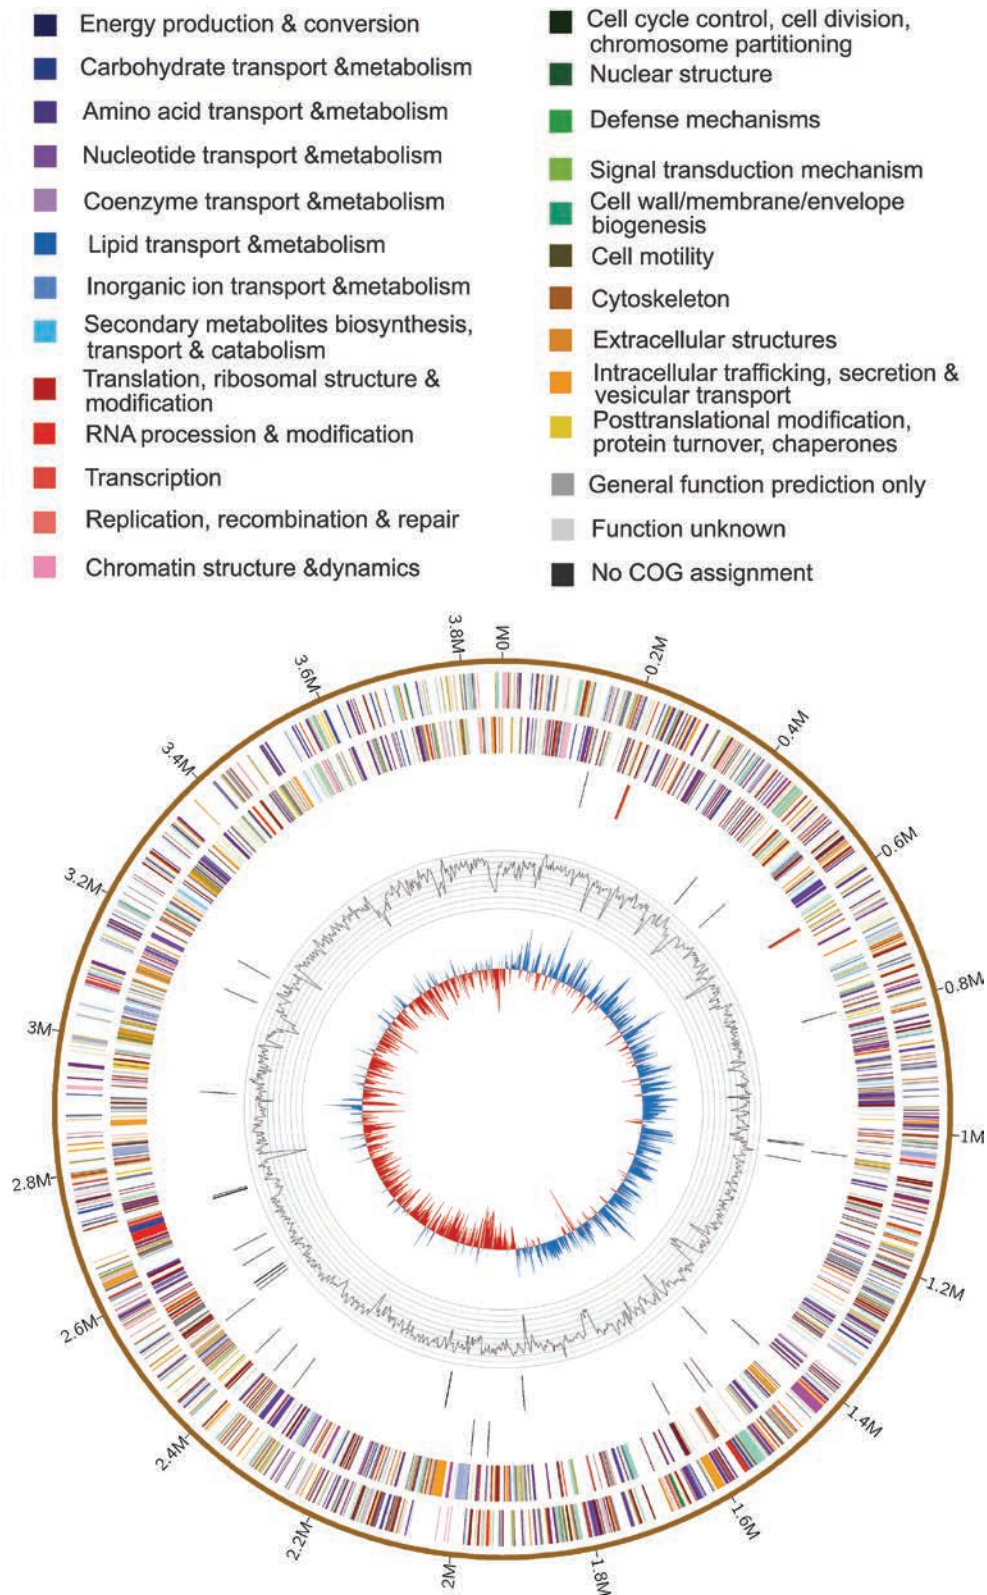 Energy production & conversion
Carbohydrate transport &metabolism
Amino acid transport &metabolism
Nucleotide transport &metabolism
Coenzyme transport &metabolism
Lipid transport &metabolism
Inorganic ion transport &metabolism
Secondary metabolites biosynthesis,
transport & catabolism
Translation, ribosomal structure &
modification
RNA procession & modification
Transcription
Replication, recombination & repair
Chromatin structure &dynamics
Cell cycle control, cell division,
chromosome partitioning
Nuclear structure
Defense mechanisms
Signal transduction mechanism
Cell wall/membrane/envelope
biogenesis
Cell motility
Cytoskeleton
Extracellular structures
Intracellular trafficking, secretion &
vesicular transport
Posttranslational modification,
protein turnover, chaperones
General function prediction only
Function unknown
No COG assignment
0M
0.2M
0.4M
0.6M
0.8M
1M
1.2M
1.4M
1.6M
1.8M
2M
2.2M
2.4M
2.6M
2.8M
3M
3.2M
3.4M
3.6M
3.8M